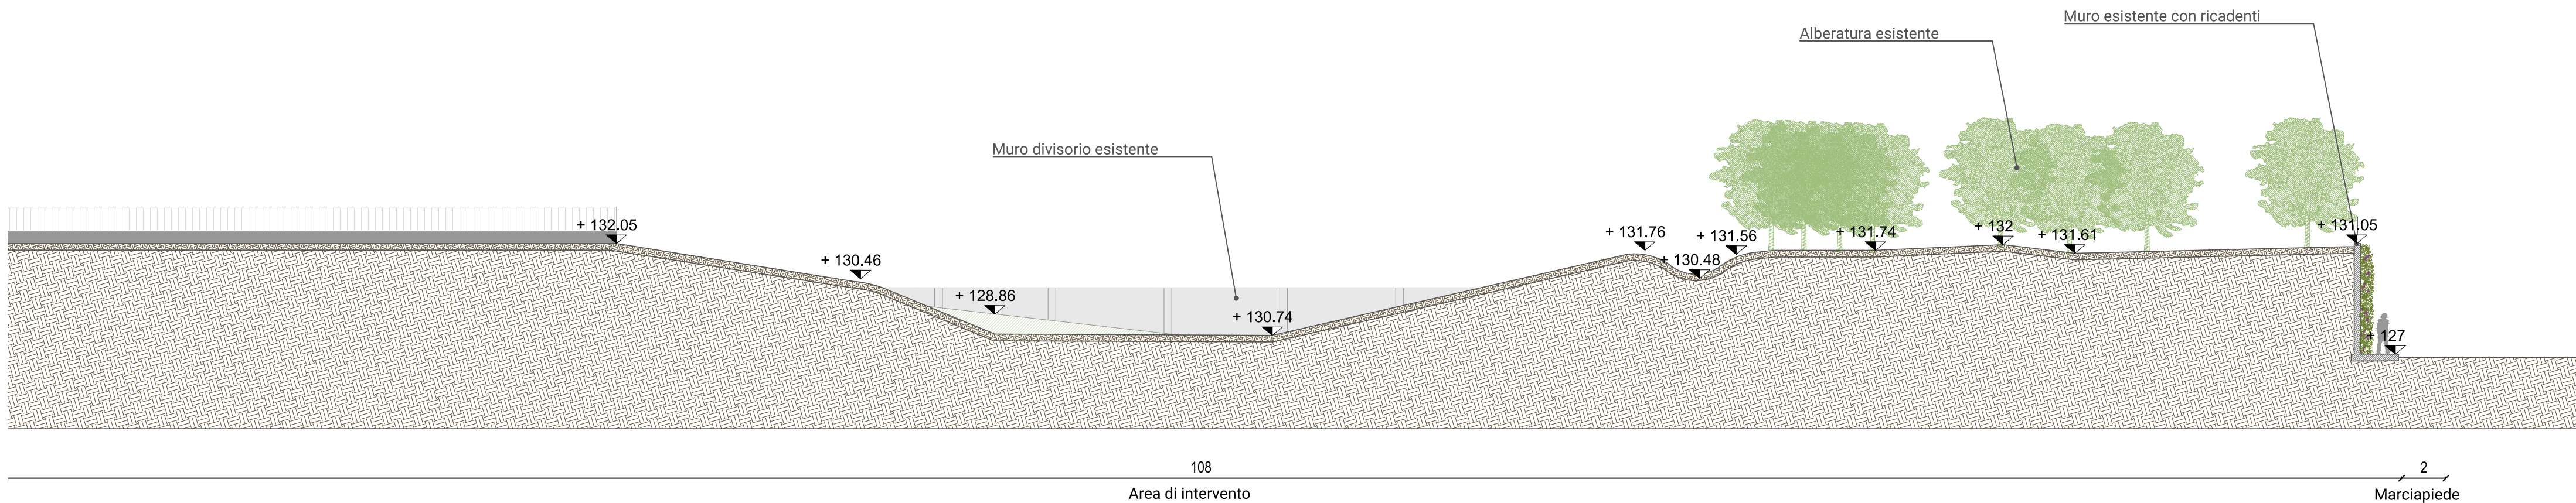 Muro esistente con ricadenti
Alberatura esistente
Muro divisorio esistente
+ 132.05
+ 130.46
+ 128.86
+ 130.74
+ 131.76
+ 130.48
+ 131.56
+ 131.74
+ 132
+ 131.61
+ 131.05
+ 127
108
2
Area di intervento
Marciapiede